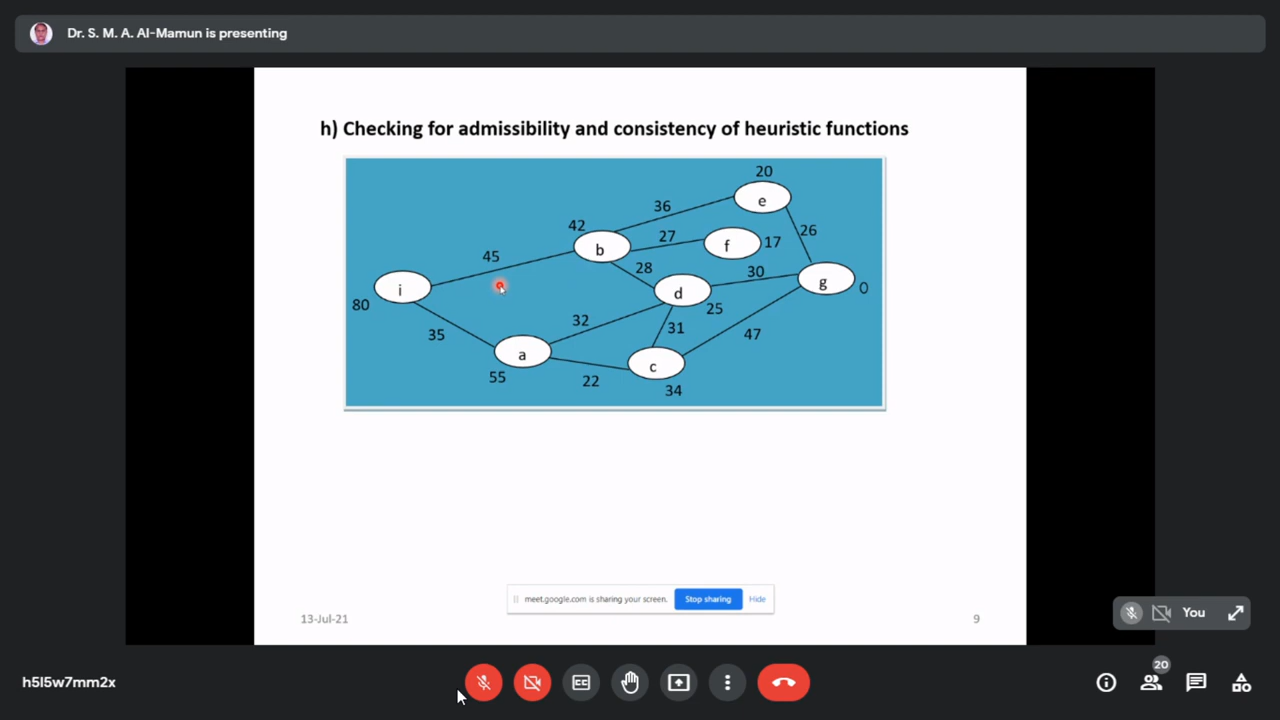 Dr. S. M. A. Al-Mamun is presenting
h) Checking for admissibility and consistency of heuristic functions
20
e
36
42
26
27
b
f
17
45
28
30
g
0
i
d
80
25
32
31
47
35
a
c
55
22
34
meet.google.com is sharing your screen. Stop sharing Hide
13-Jul-21
9
You
h5l5w7mm2x
20